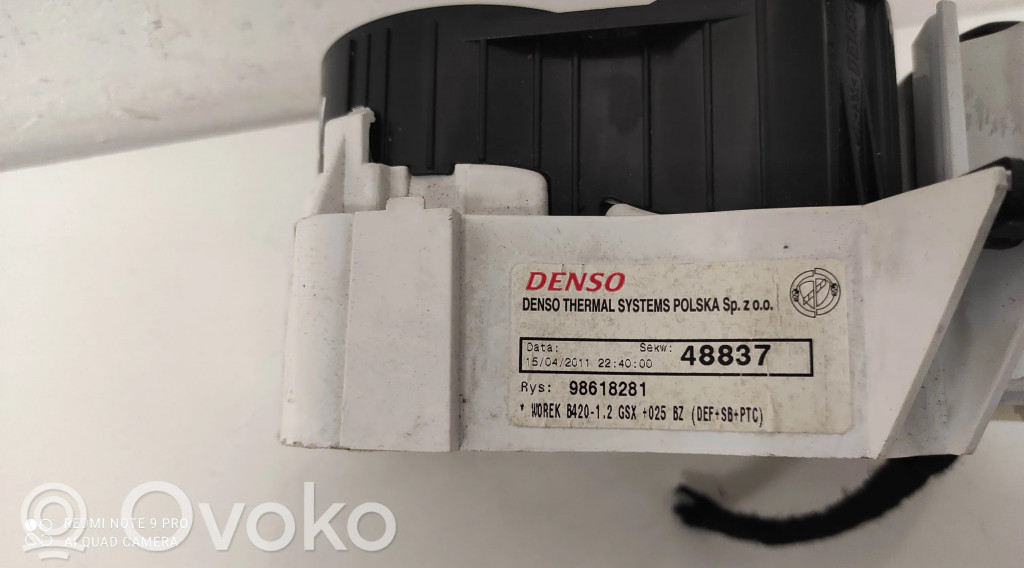 DENSO
DENSO THERMAL SYSTEMS POLSKA Sp. z o.o.
Data: Sekw: 48837
15/04/2011 22:40:00
Rys: 98618281
* WOREK B420-1.2 GSX +025 BZ (DEF+SB+PTC)
REDMI NOTE 9 PRO
AI QUAD CAMERA
Ovoko